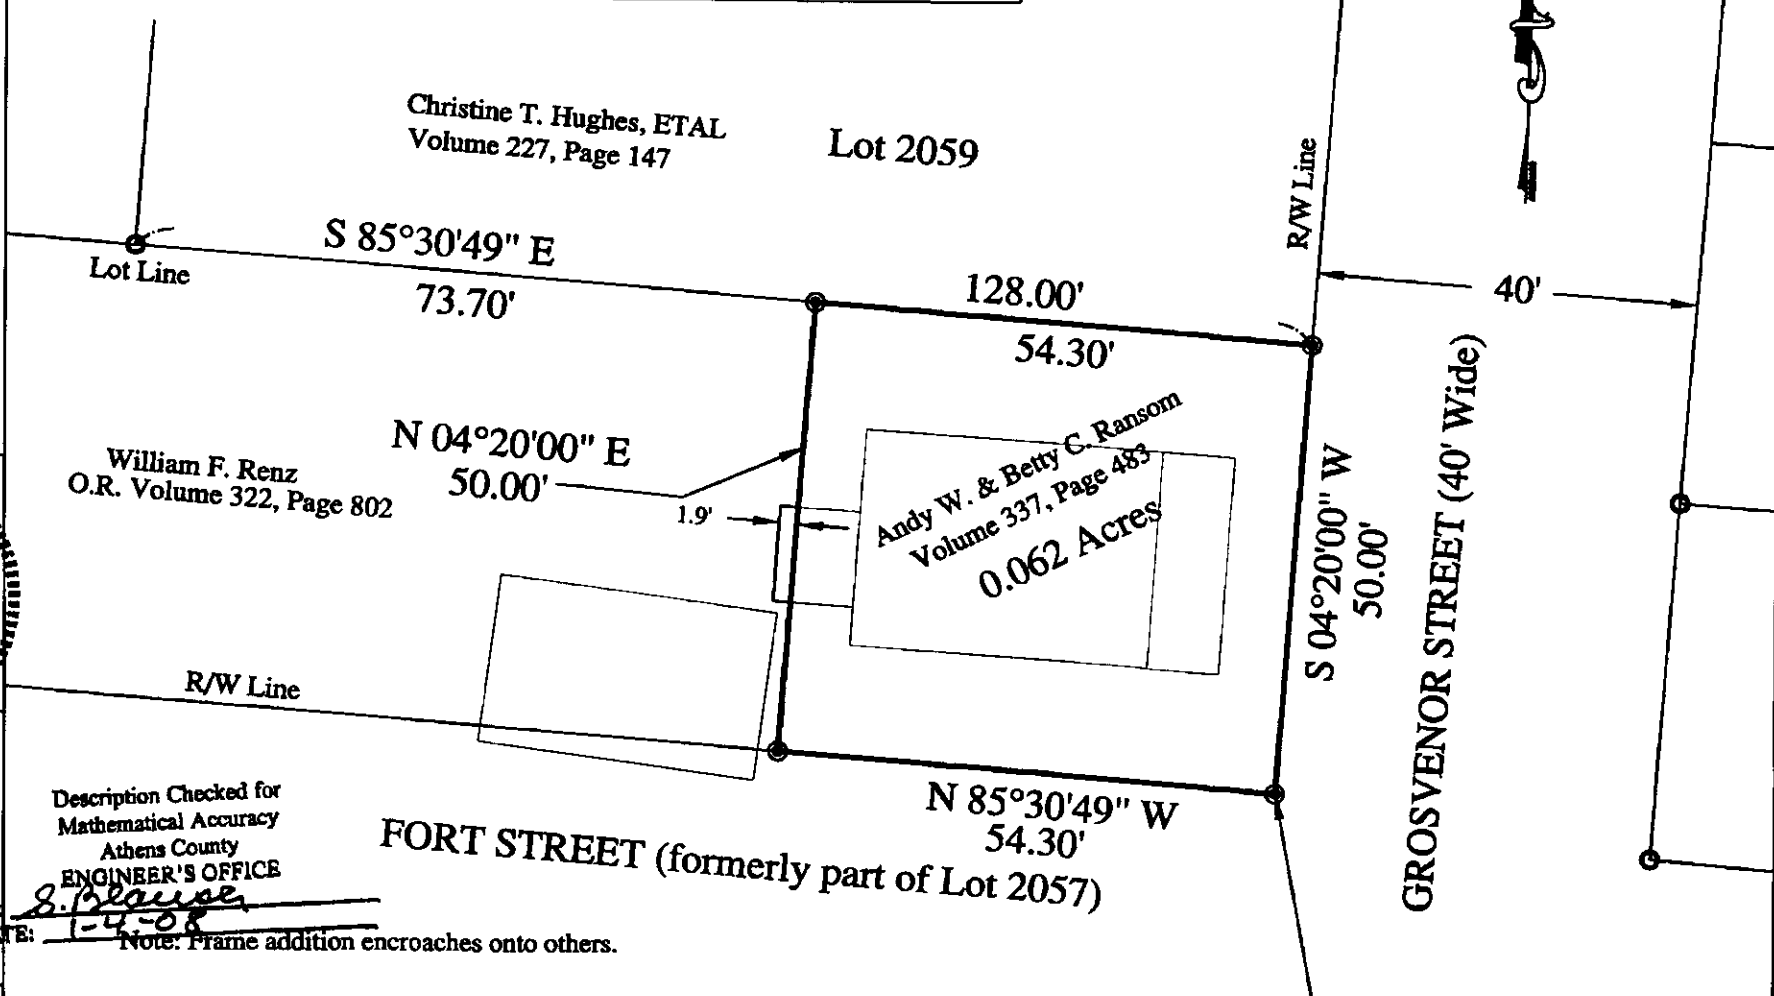 Christine T. Hughes, ETAL
Volume 227, Page 147
Lot 2059
R/W Line
S 85°30'49" E
73.70'
Lot Line
128.00'
54.30'
40'
William F. Renz
O.R. Volume 322, Page 802
N 04°20'00" E
50.00'
1.9'
Andy W. & Betty C. Ransom
Volume 337, Page 483
0.062 Acres
S 04°20'00" W
50.00'
GROSVENOR STREET (40' Wide)
R/W Line
N 85°30'49" W
54.30'
FORT STREET (formerly part of Lot 2057)
Description Checked for
Mathematical Accuracy
Athens County
ENGINEER'S OFFICE
TE: 1-4-08
Note: Frame addition encroaches onto others.